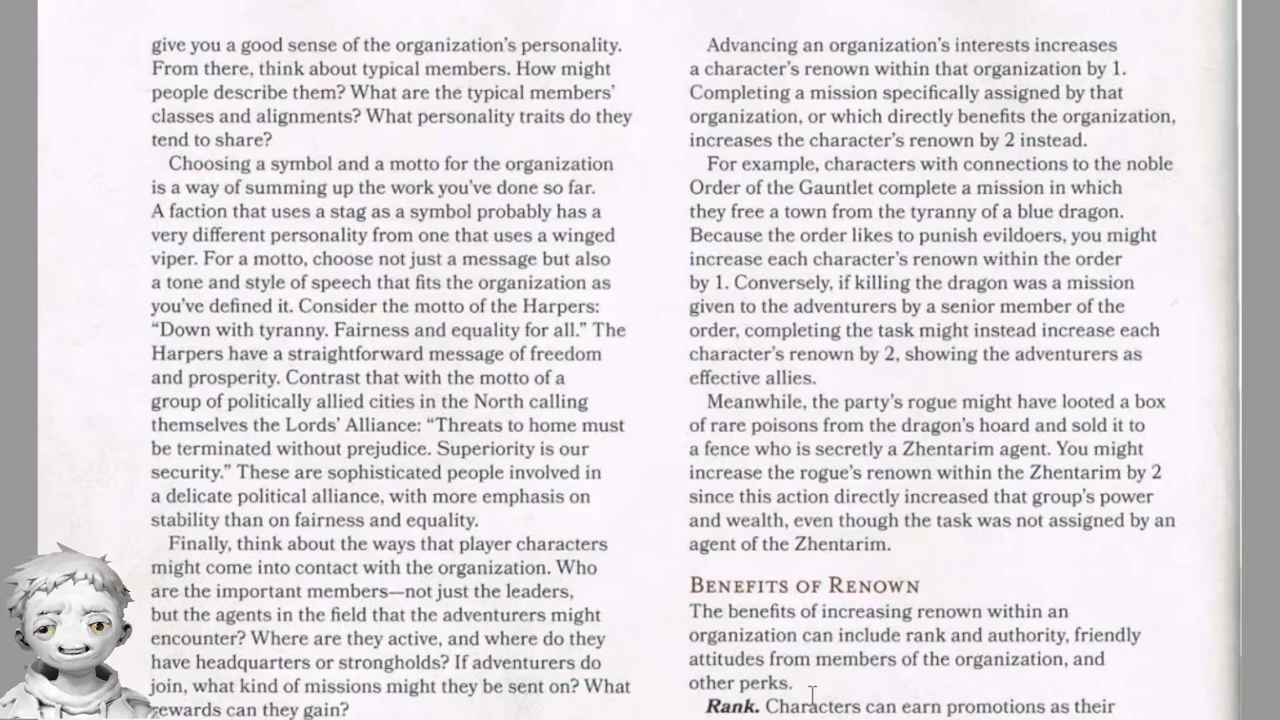 give you a good sense of the organization's personality.
From there, think about typical members. How might
people describe them? What are the typical members'
classes and alignments? What personality traits do they
tend to share?
Choosing a symbol and a motto for the organization
is a way of summing up the work you've done so far.
A faction that uses a stag as a symbol probably has a
very different personality from one that uses a winged
viper. For a motto, choose not just a message but also
a tone and style of speech that fits the organization as
you've defined it. Consider the motto of the Harpers:
“Down with tyranny. Fairness and equality for all.” The
Harpers have a straightforward message of freedom
and prosperity. Contrast that with the motto of a
group of politically allied cities in the North calling
themselves the Lords' Alliance: “Threats to home must
be terminated without prejudice. Superiority is our
security.” These are sophisticated people involved in
a delicate political alliance, with more emphasis on
stability than on fairness and equality.
Finally, think about the ways that player characters
might come into contact with the organization. Who
are the important members—not just the leaders,
but the agents in the field that the adventurers might
encounter? Where are they active, and where do they
have headquarters or strongholds? If adventurers do
join, what kind of missions might they be sent on? What
rewards can they gain?
Advancing an organization's interests increases
a character's renown within that organization by 1.
Completing a mission specifically assigned by that
organization, or which directly benefits the organization,
increases the character's renown by 2 instead.
For example, characters with connections to the noble
Order of the Gauntlet complete a mission in which
they free a town from the tyranny of a blue dragon.
Because the order likes to punish evildoers, you might
increase each character's renown within the order
by 1. Conversely, if killing the dragon was a mission
given to the adventurers by a senior member of the
order, completing the task might instead increase each
character's renown by 2, showing the adventurers as
effective allies.
Meanwhile, the party's rogue might have looted a box
of rare poisons from the dragon's hoard and sold it to
a fence who is secretly a Zhentarim agent. You might
increase the rogue's renown within the Zhentarim by 2
since this action directly increased that group's power
and wealth, even though the task was not assigned by an
agent of the Zhentarim.
BENEFITS OF RENOWN
The benefits of increasing renown within an
organization can include rank and authority, friendly
attitudes from members of the organization, and
other perks.
Rank. Characters can earn promotions as their